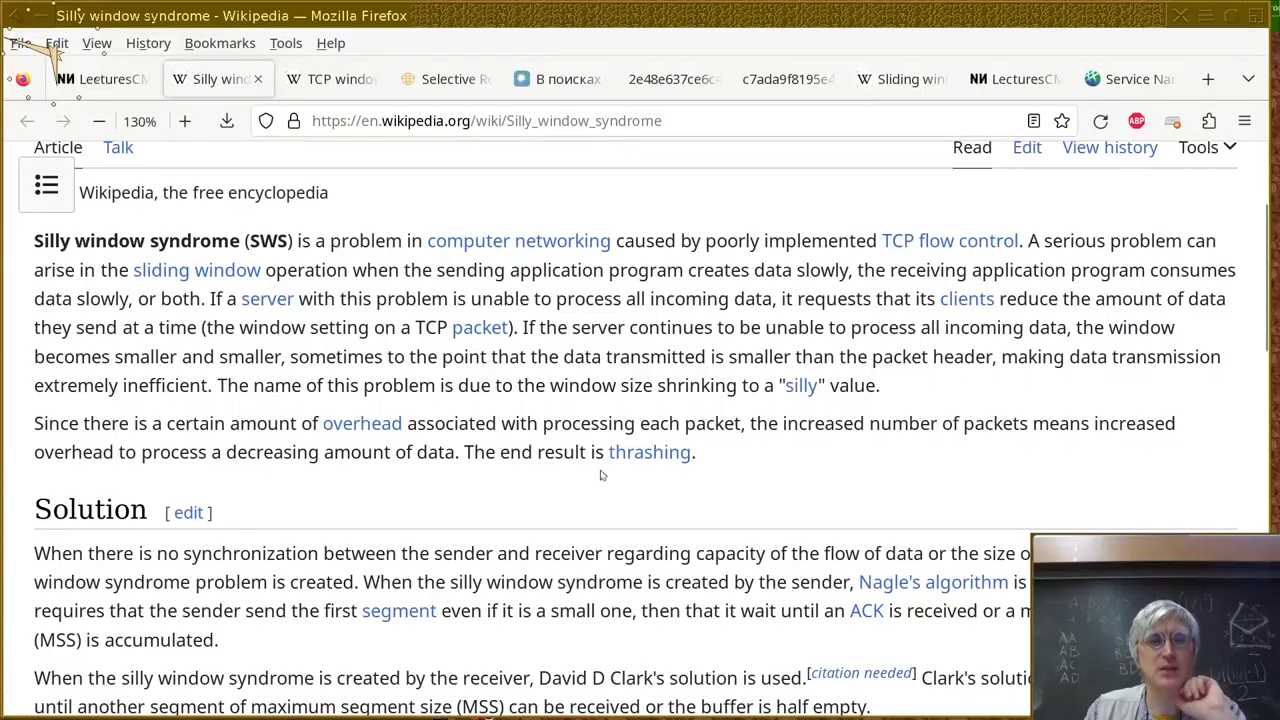 Silly window syndrome - Wikipedia — Mozilla Firefox
File Edit View History Bookmarks Tools Help
LecturesCM Silly wind TCP windo Selective Re В поисках 2e48e637ce6c4 c7ada9f8195e4 Sliding win LecturesCM Service Nar
130% https://en.wikipedia.org/wiki/Silly_window_syndrome ABP
Article Talk Read Edit View history Tools
Wikipedia, the free encyclopedia
Silly window syndrome (SWS) is a problem in computer networking caused by poorly implemented TCP flow control. A serious problem can
arise in the sliding window operation when the sending application program creates data slowly, the receiving application program consumes
data slowly, or both. If a server with this problem is unable to process all incoming data, it requests that its clients reduce the amount of data
they send at a time (the window setting on a TCP packet). If the server continues to be unable to process all incoming data, the window
becomes smaller and smaller, sometimes to the point that the data transmitted is smaller than the packet header, making data transmission
extremely inefficient. The name of this problem is due to the window size shrinking to a "silly" value.
Since there is a certain amount of overhead associated with processing each packet, the increased number of packets means increased
overhead to process a decreasing amount of data. The end result is thrashing.
Solution [ edit ]
When there is no synchronization between the sender and receiver regarding capacity of the flow of data or the size o
window syndrome problem is created. When the silly window syndrome is created by the sender, Nagle's algorithm is
requires that the sender send the first segment even if it is a small one, then that it wait until an ACK is received or a m
(MSS) is accumulated.
When the silly window syndrome is created by the receiver, David D Clark's solution is used.[citation needed] Clark's soluti
until another segment of maximum segment size (MSS) can be received or the buffer is half empty.
AA
AB
AC
AD